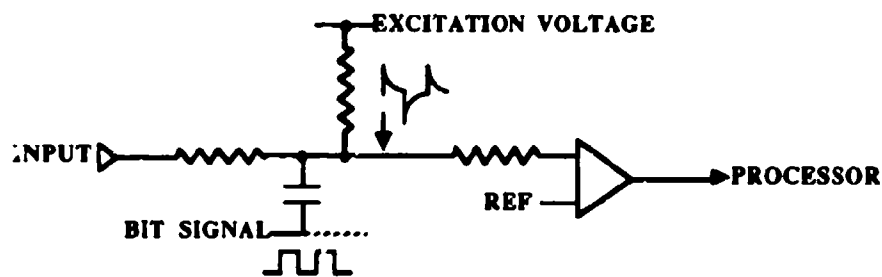 EXCITATION VOLTAGE
INPUT
PROCESSOR
REF
BIT SIGNAL